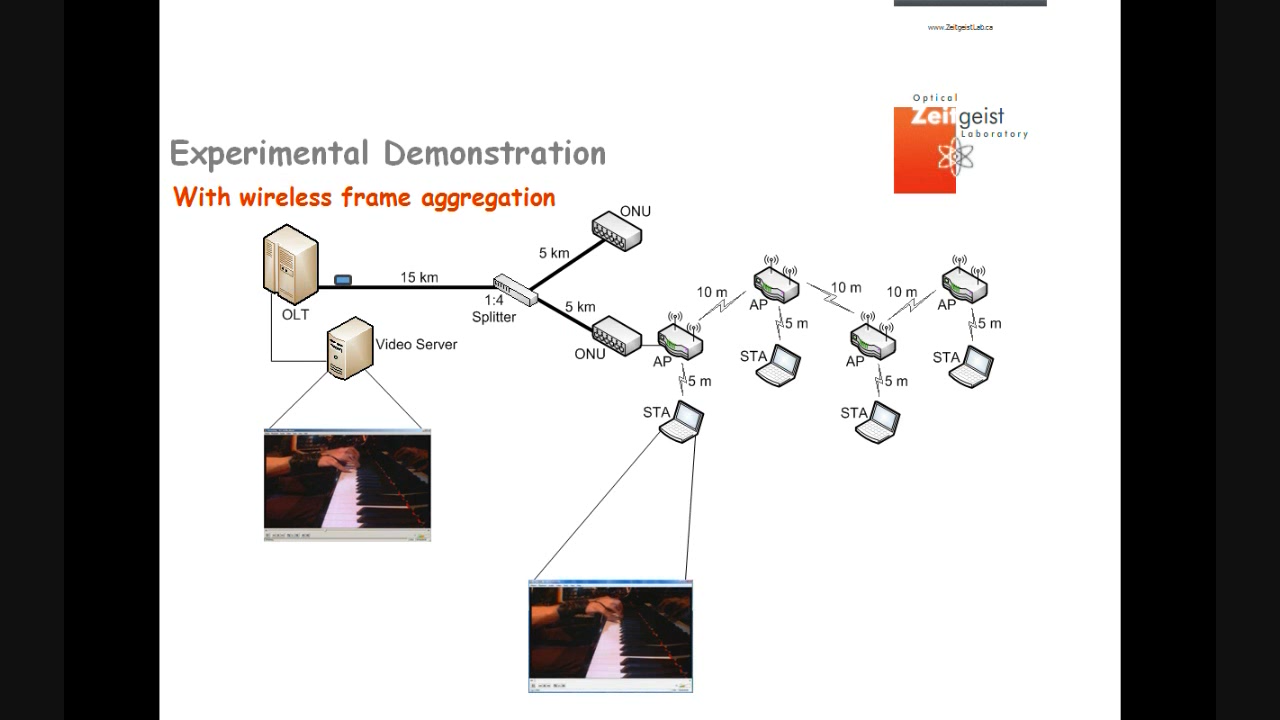 www.ZeitgeistLab.ca
Optical
Zeitgeist
Laboratory
Experimental Demonstration
With wireless frame aggregation
ONU
5 km
15 km
OLT
1:4
Splitter
5 km
ONU
Video Server
AP
10 m
AP
10 m
AP
10 m
AP
5 m
STA
5 m
STA
5 m
STA
5 m
STA